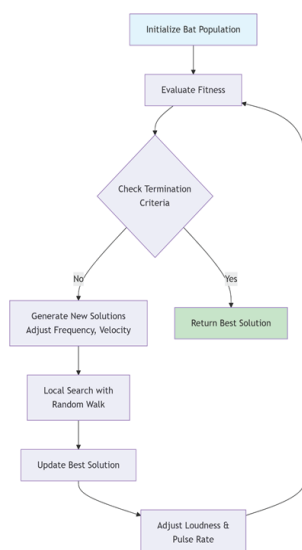 Initialize Bat Population
Evaluate Fitness
Check Termination
Criteria
No
Yes
Generate New Solutions
Adjust Frequency, Velocity
Return Best Solution
Local Search with
Random Walk
Update Best Solution
Adjust Loudness &
Pulse Rate